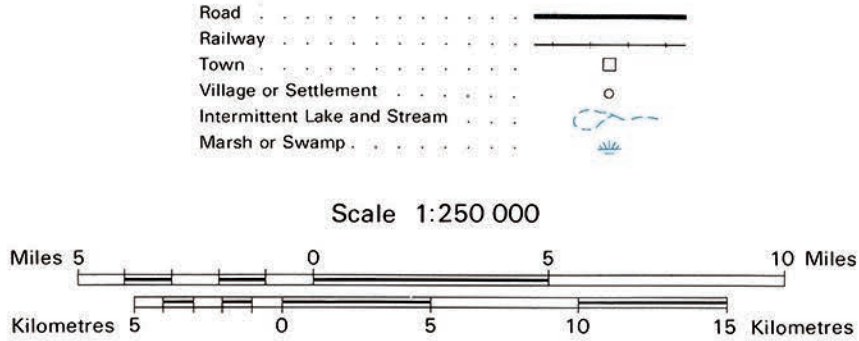 Road . . . . . . . . . . . .
Railway . . . . . . . . . . .
Town . . . . . . . . . . . .
Village or Settlement . . . . . .
Intermittent Lake and Stream . . .
Marsh or Swamp . . . . . . . .
Scale 1:250 000
Miles 5 0 5 10 Miles
Kilometres 5 0 5 10 15 Kilometres